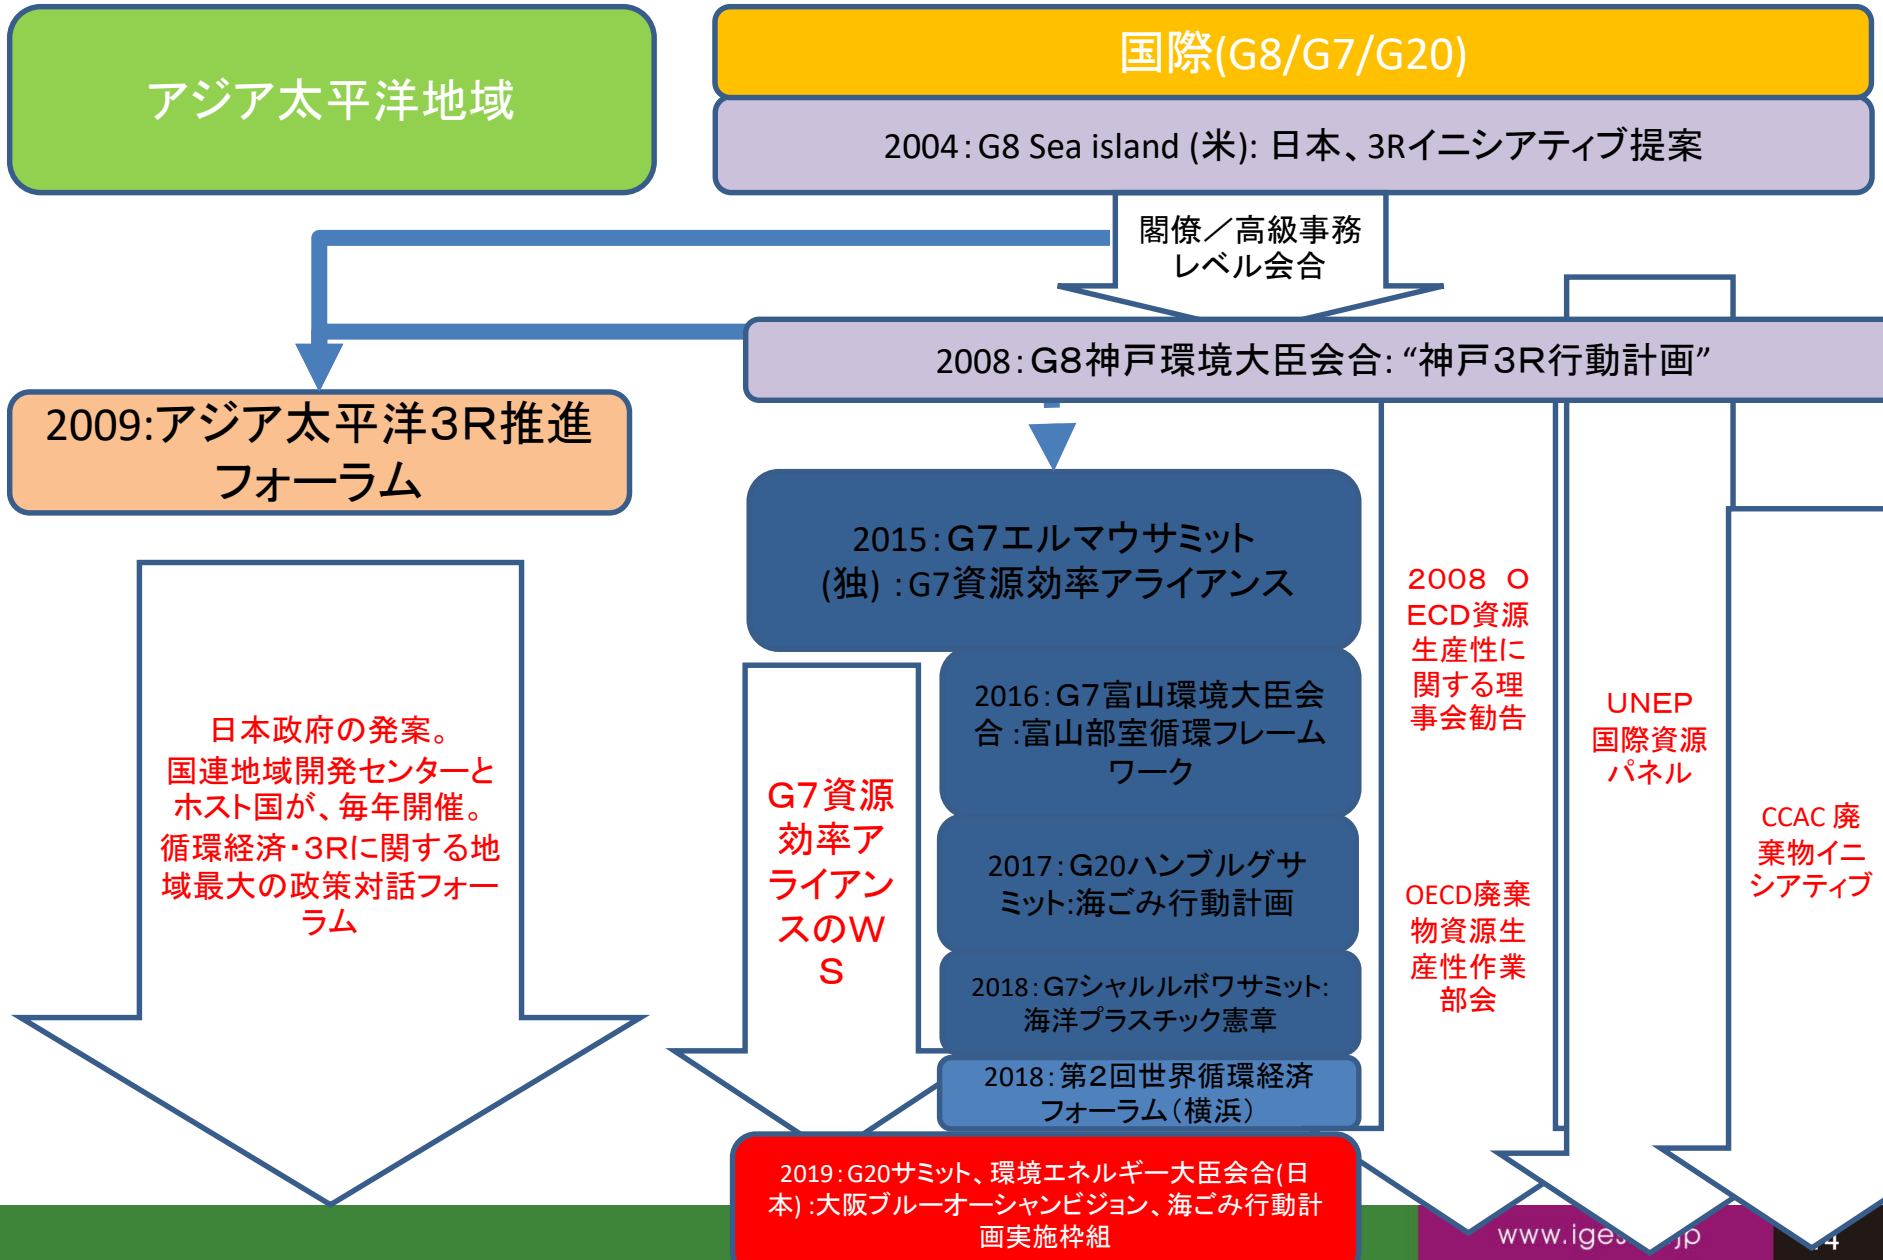 アジア太平洋地域
国際(G8/G7/G20)
2004：G8 Sea island (米): 日本、3Rイニシアティブ提案
閣僚／高級事務
レベル会合
2008：G8神戸環境大臣会合: “神戸３R行動計画”
2009:アジア太平洋３R推進
フォーラム
2015：G７エルマウサミット
(独) ：G7資源効率アライアンス
2016：G７富山環境大臣会
合 :富山部室循環フレーム
ワーク
2017：G20ハンブルグサ
ミット:海ごみ行動計画
2018：G7シャルルボワサミット:
海洋プラスチック憲章
2018：第２回世界循環経済
フォーラム（横浜）
2019：G20サミット、環境エネルギー大臣会合(日
本) :大阪ブルーオーシャンビジョン、海ごみ行動計
画実施枠組
日本政府の発案。
国連地域開発センターと
ホスト国が、毎年開催。
循環経済・３Rに関する地
域最大の政策対話フォー
ラム
G７資源
効率ア
ライアン
スのW
S
２００８　O
ECD資源
生産性に
関する理
事会勧告
OECD廃棄
物資源生
産性作業
部会
UNEP
国際資源
パネル
CCAC 廃
棄物イニ
シアティブ
www.iges
jp